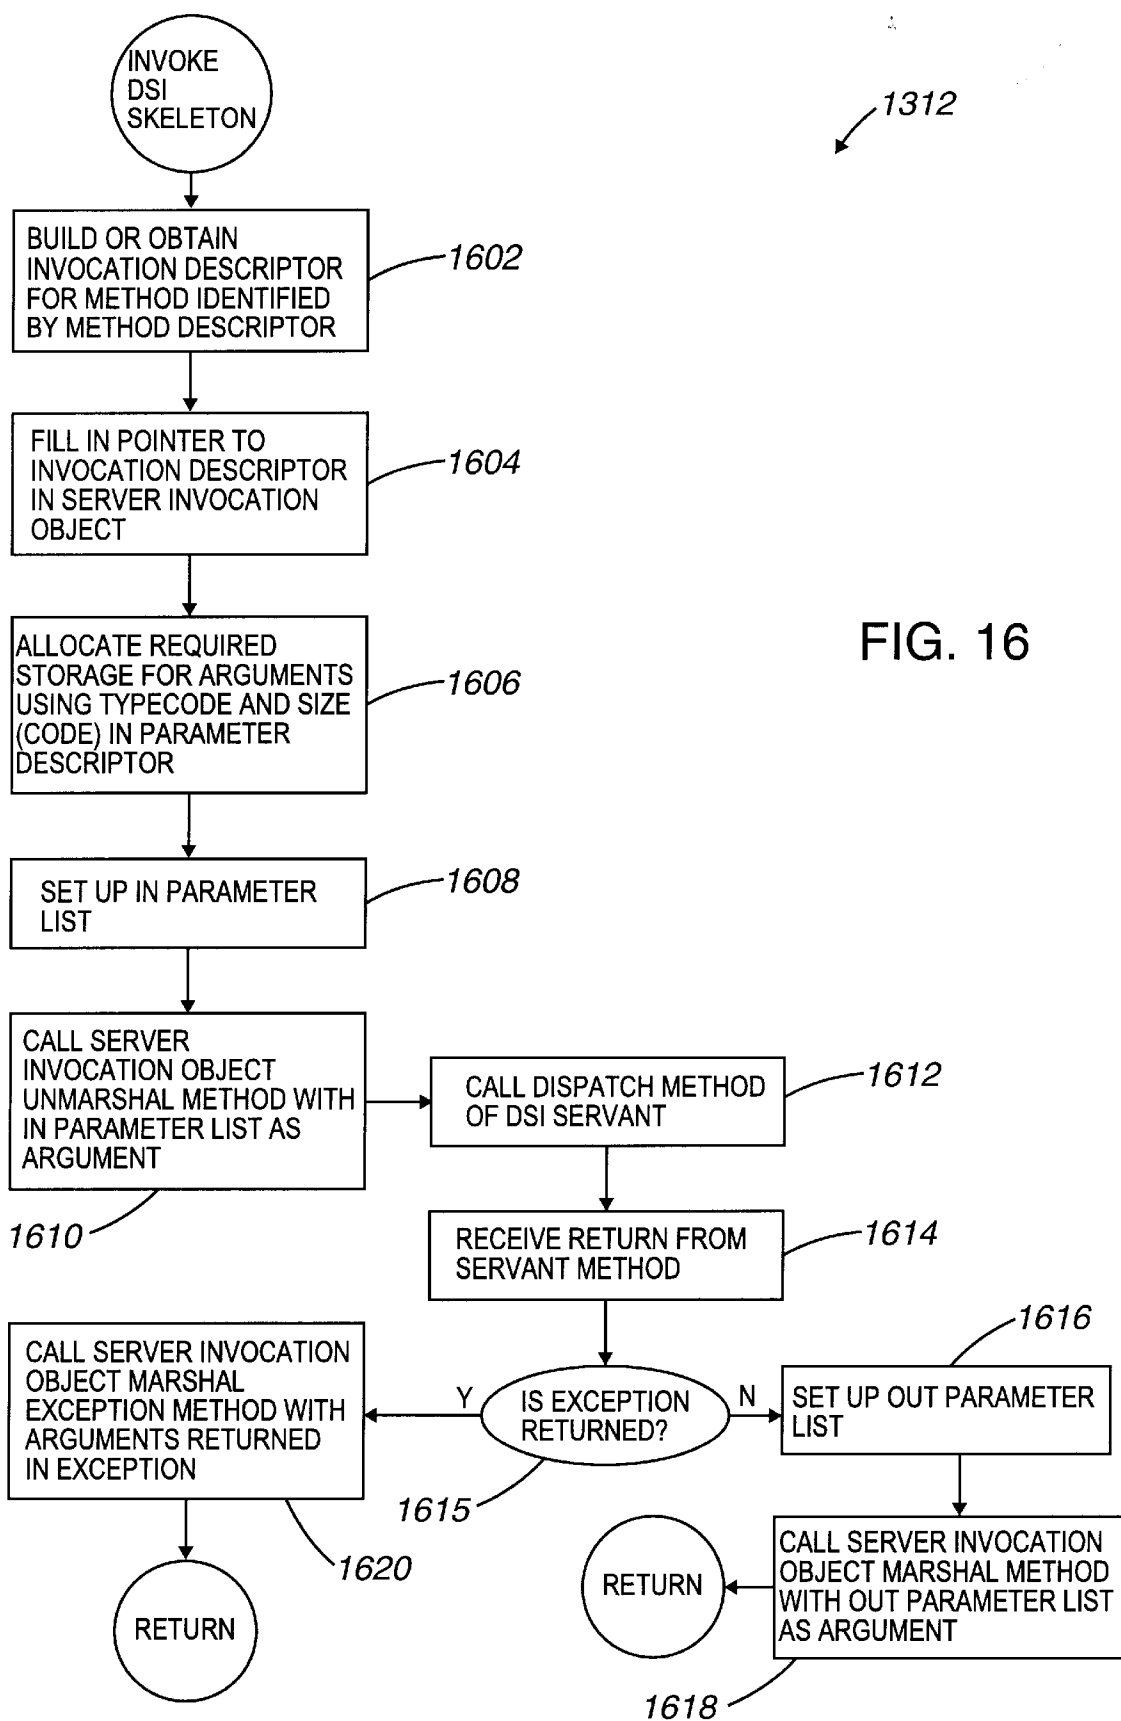 INVOKE
DSI
SKELETON
1312
BUILD OR OBTAIN
INVOCATION DESCRIPTOR
FOR METHOD IDENTIFIED
BY METHOD DESCRIPTOR
1602
FILL IN POINTER TO
INVOCATION DESCRIPTOR
IN SERVER INVOCATION
OBJECT
1604
ALLOCATE REQUIRED
STORAGE FOR ARGUMENTS
USING TYPECODE AND SIZE
(CODE) IN PARAMETER
DESCRIPTOR
1606
FIG. 16
SET UP IN PARAMETER
LIST
1608
CALL SERVER
INVOCATION OBJECT
UNMARSHAL METHOD WITH
IN PARAMETER LIST AS
ARGUMENT
1610
CALL DISPATCH METHOD
OF DSI SERVANT
1612
RECEIVE RETURN FROM
SERVANT METHOD
1614
IS EXCEPTION
RETURNED?
1615
Y
N
CALL SERVER INVOCATION
OBJECT MARSHAL
EXCEPTION METHOD WITH
ARGUMENTS RETURNED
IN EXCEPTION
1620
RETURN
SET UP OUT PARAMETER
LIST
1616
CALL SERVER INVOCATION
OBJECT MARSHAL METHOD
WITH OUT PARAMETER LIST
AS ARGUMENT
1618
RETURN